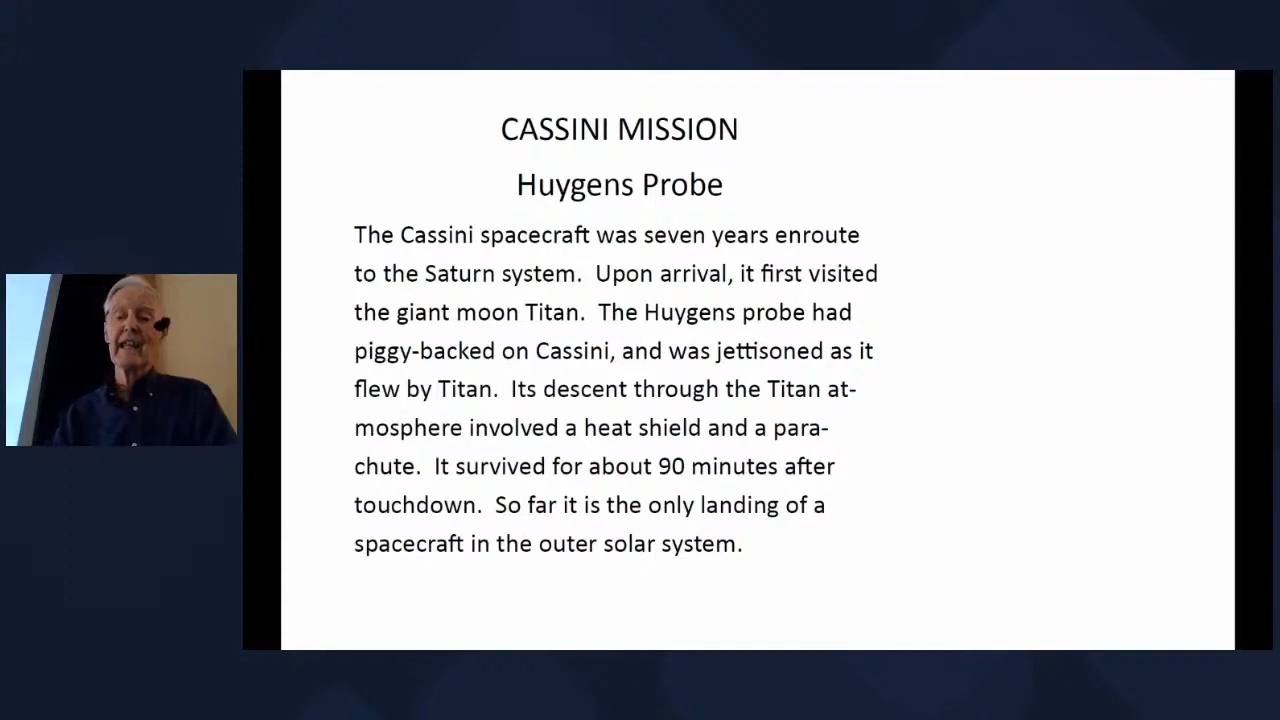 CASSINI MISSION
Huygens Probe
The Cassini spacecraft was seven years enroute
to the Saturn system.  Upon arrival, it first visited
the giant moon Titan.  The Huygens probe had
piggy-backed on Cassini, and was jettisoned as it
flew by Titan.  Its descent through the Titan at-
mosphere involved a heat shield and a para-
chute.  It survived for about 90 minutes after
touchdown.  So far it is the only landing of a
spacecraft in the outer solar system.